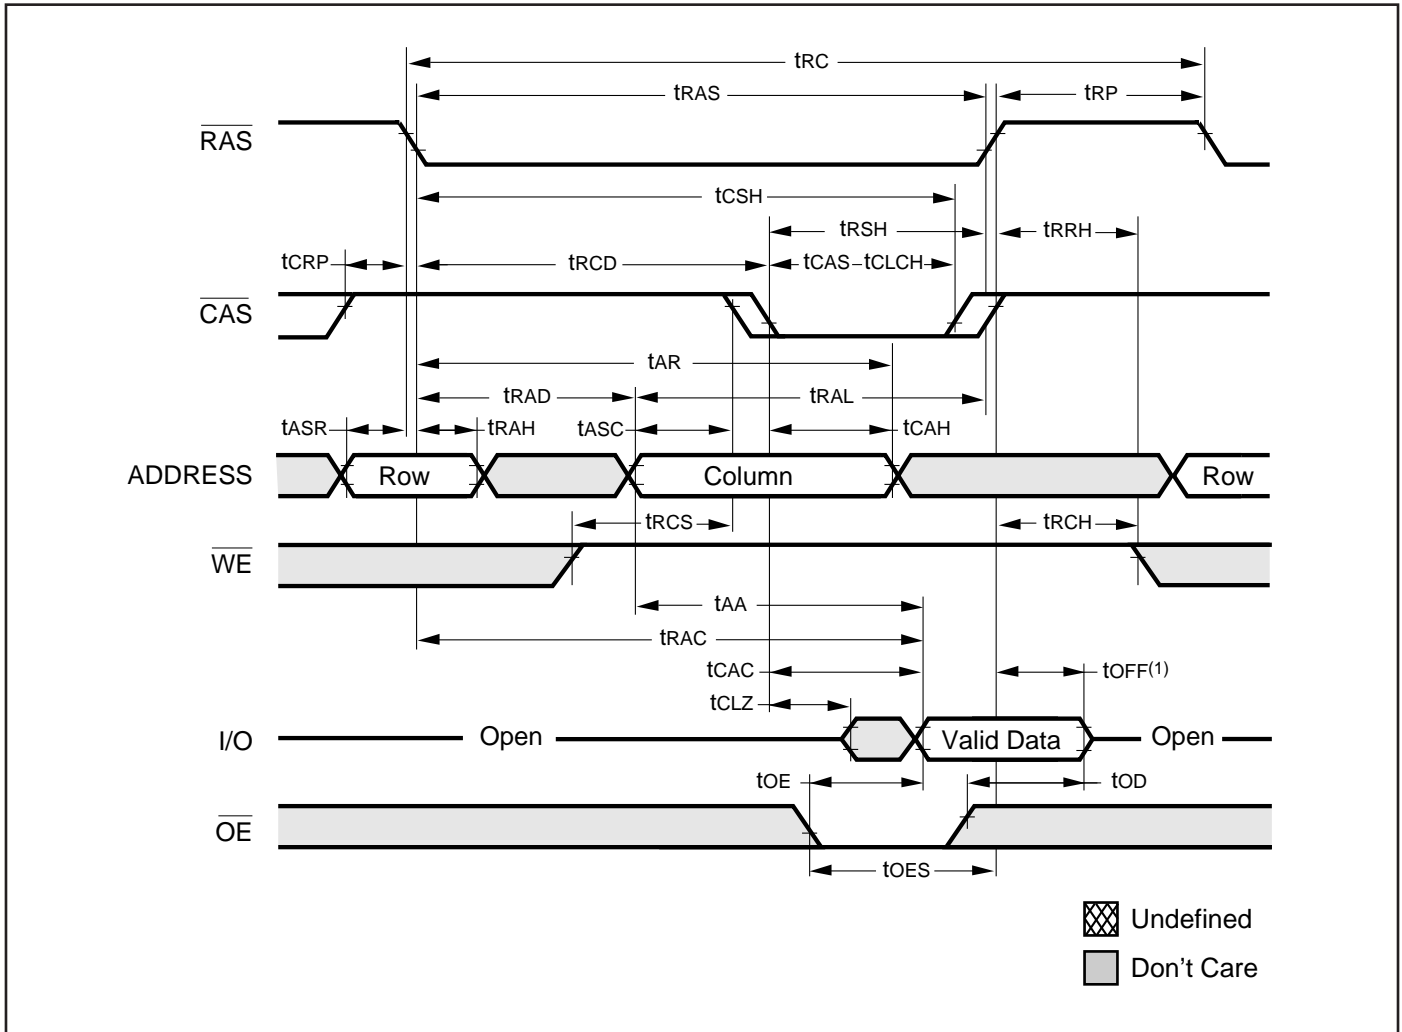 tRC
tRAS
tRP
RAS
tCSH
tRSH
tRRH
tCRP
tRCD
tCAS
tCLCH
CAS
tAR
tRAD
tRAL
tASR
tRAH
tASC
tCAH
ADDRESS
Row
Column
Row
tRCS
tRCH
WE
tAA
tRAC
tCAC
tOFF(1)
tCLZ
I/O
Open
Valid Data
Open
tOE
tOD
OE
tOES
Undefined
Don't Care